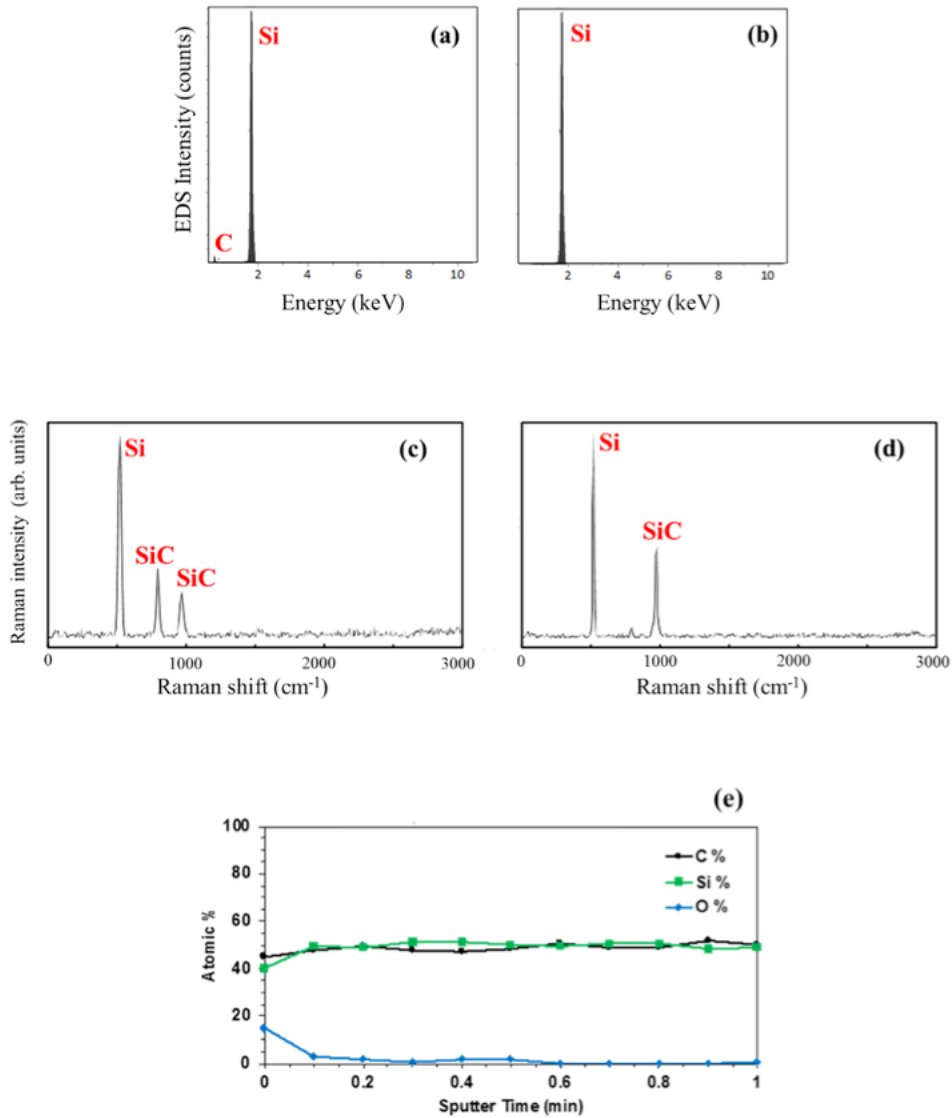 (a)
Si
C
EDS Intensity (counts)
2 4 6 8 10
Energy (keV)
(b)
Si
2 4 6 8 10
Energy (keV)
(c)
Si
SiC
SiC
Raman intensity (arb. units)
0 1000 2000 3000
Raman shift (cm⁻¹)
(d)
Si
SiC
0 1000 2000 3000
Raman shift (cm⁻¹)
(e)
100
80
60
40
20
0
Atomic %
C %
Si %
O %
0 0.2 0.4 0.6 0.8 1
Sputter Time (min)